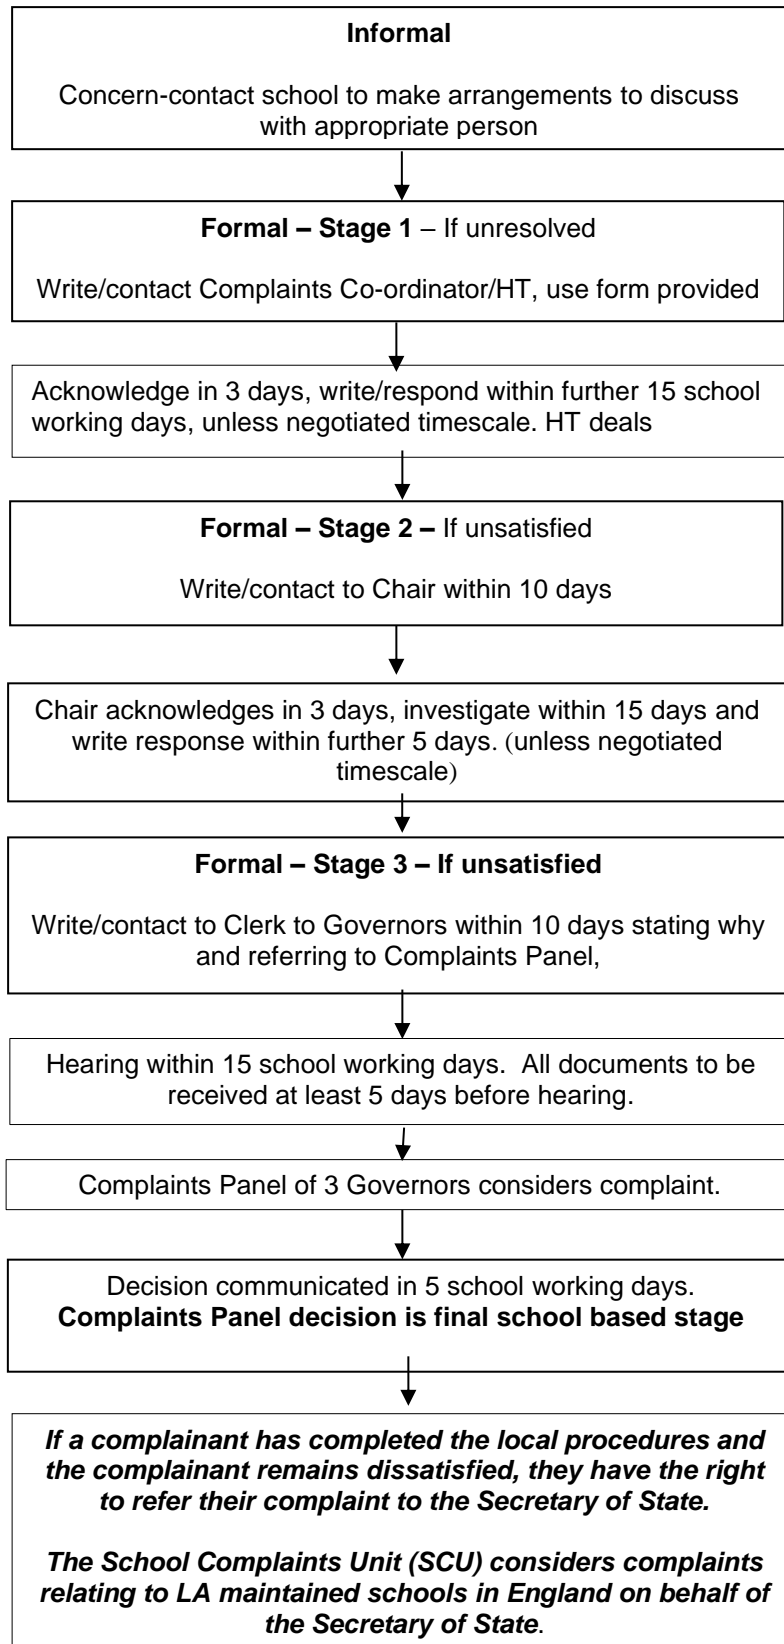 Informal
Concern-contact school to make arrangements to discuss
with appropriate person
Formal – Stage 1 – If unresolved
Write/contact Complaints Co-ordinator/HT, use form provided
Acknowledge in 3 days, write/respond within further 15 school
working days, unless negotiated timescale. HT deals
Formal – Stage 2 – If unsatisfied
Write/contact to Chair within 10 days
Chair acknowledges in 3 days, investigate within 15 days and
write response within further 5 days. (unless negotiated
timescale)
Formal – Stage 3 – If unsatisfied
Write/contact to Clerk to Governors within 10 days stating why
and referring to Complaints Panel,
Hearing within 15 school working days. All documents to be
received at least 5 days before hearing.
Complaints Panel of 3 Governors considers complaint.
Decision communicated in 5 school working days.
Complaints Panel decision is final school based stage
If a complainant has completed the local procedures and
the complainant remains dissatisfied, they have the right
to refer their complaint to the Secretary of State.
The School Complaints Unit (SCU) considers complaints
relating to LA maintained schools in England on behalf of
the Secretary of State.